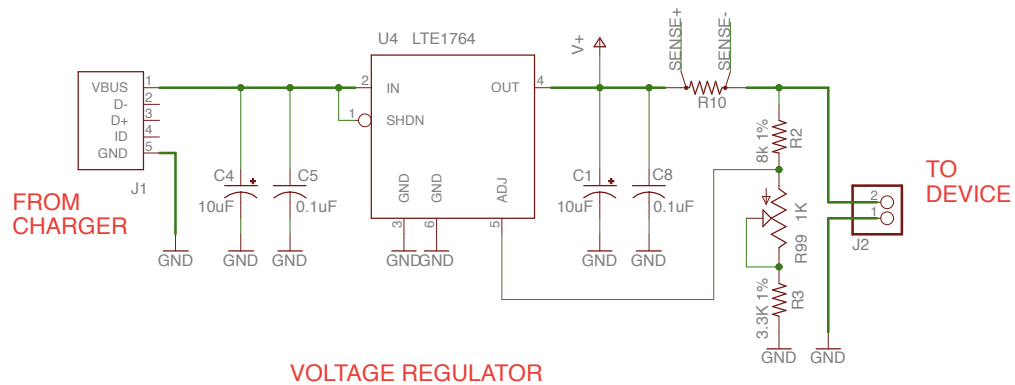 U4 LTE1764
V+
SENSE+
SENSE-
VBUS 1
D- 2
D+ 3
ID 4
GND 5
J1
FROM
CHARGER
GND
C4
10uF
GND
C5
0.1uF
GND
2 IN
1 SHDN
OUT 4
GND
3
GND
GND
6
GND
ADJ
5
C1
10uF
GND
C8
0.1uF
GND
R10
8k 1%
R2
1K
R99
3.3K 1%
R3
GND
GND
TO
DEVICE
2
1
J2
VOLTAGE REGULATOR